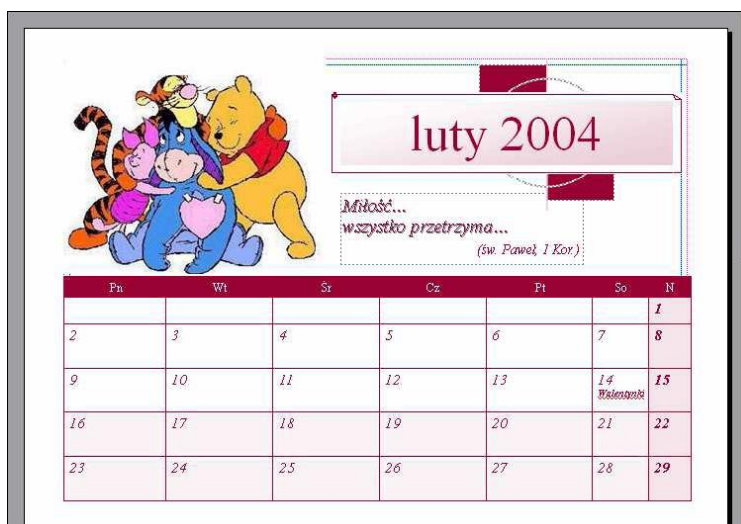 luty 2004
Miłość...
wszystko przetrzyma...
(św. Paweł, 1 Kor.)
Pn Wt Sr Cz Pt So N
1
2 3 4 5 6 7 8
9 10 11 12 13 14 15
Walentynki
16 17 18 19 20 21 22
23 24 25 26 27 28 29